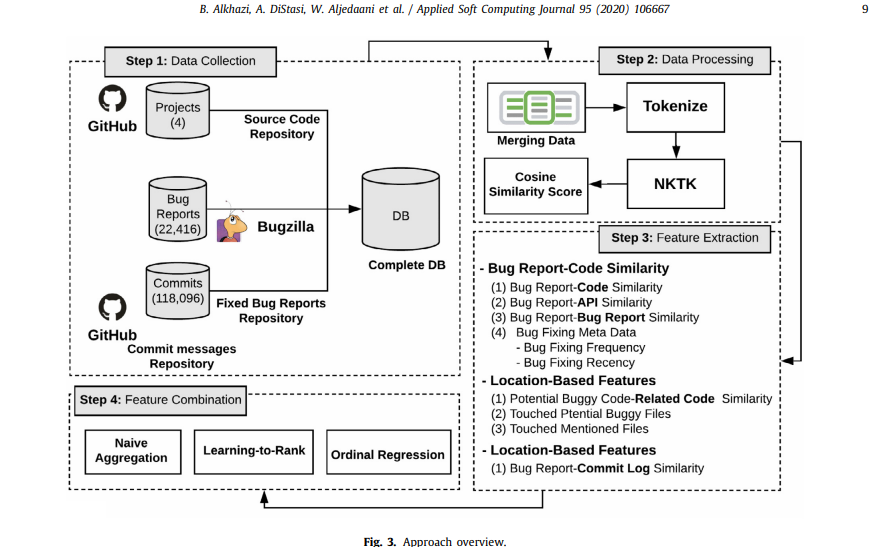 B. Alkhazi, A. DiStasi, W. Aljedaani et al. / Applied Soft Computing Journal 95 (2020) 106667
9
Step 1: Data Collection
GitHub
Projects
(4)
Source Code
Repository
Bug
Reports
(22,416)
Bugzilla
DB
Complete DB
Commits
(118,096)
GitHub
Fixed Bug Reports
Repository
Commit messages
Repository
Step 2: Data Processing
Merging Data
Tokenize
Cosine
Similarity Score
NKTK
Step 3: Feature Extraction
- Bug Report-Code Similarity
(1) Bug Report-Code Similarity
(2) Bug Report-API Similarity
(3) Bug Report-Bug Report Similarity
(4) Bug Fixing Meta Data
- Bug Fixing Frequency
- Bug Fixing Recency
- Location-Based Features
(1) Potential Buggy Code-Related Code Similarity
(2) Touched Ptential Buggy Files
(3) Touched Mentioned Files
- Location-Based Features
(1) Bug Report-Commit Log Similarity
Step 4: Feature Combination
Naive
Aggregation
Learning-to-Rank
Ordinal Regression
Fig. 3. Approach overview.